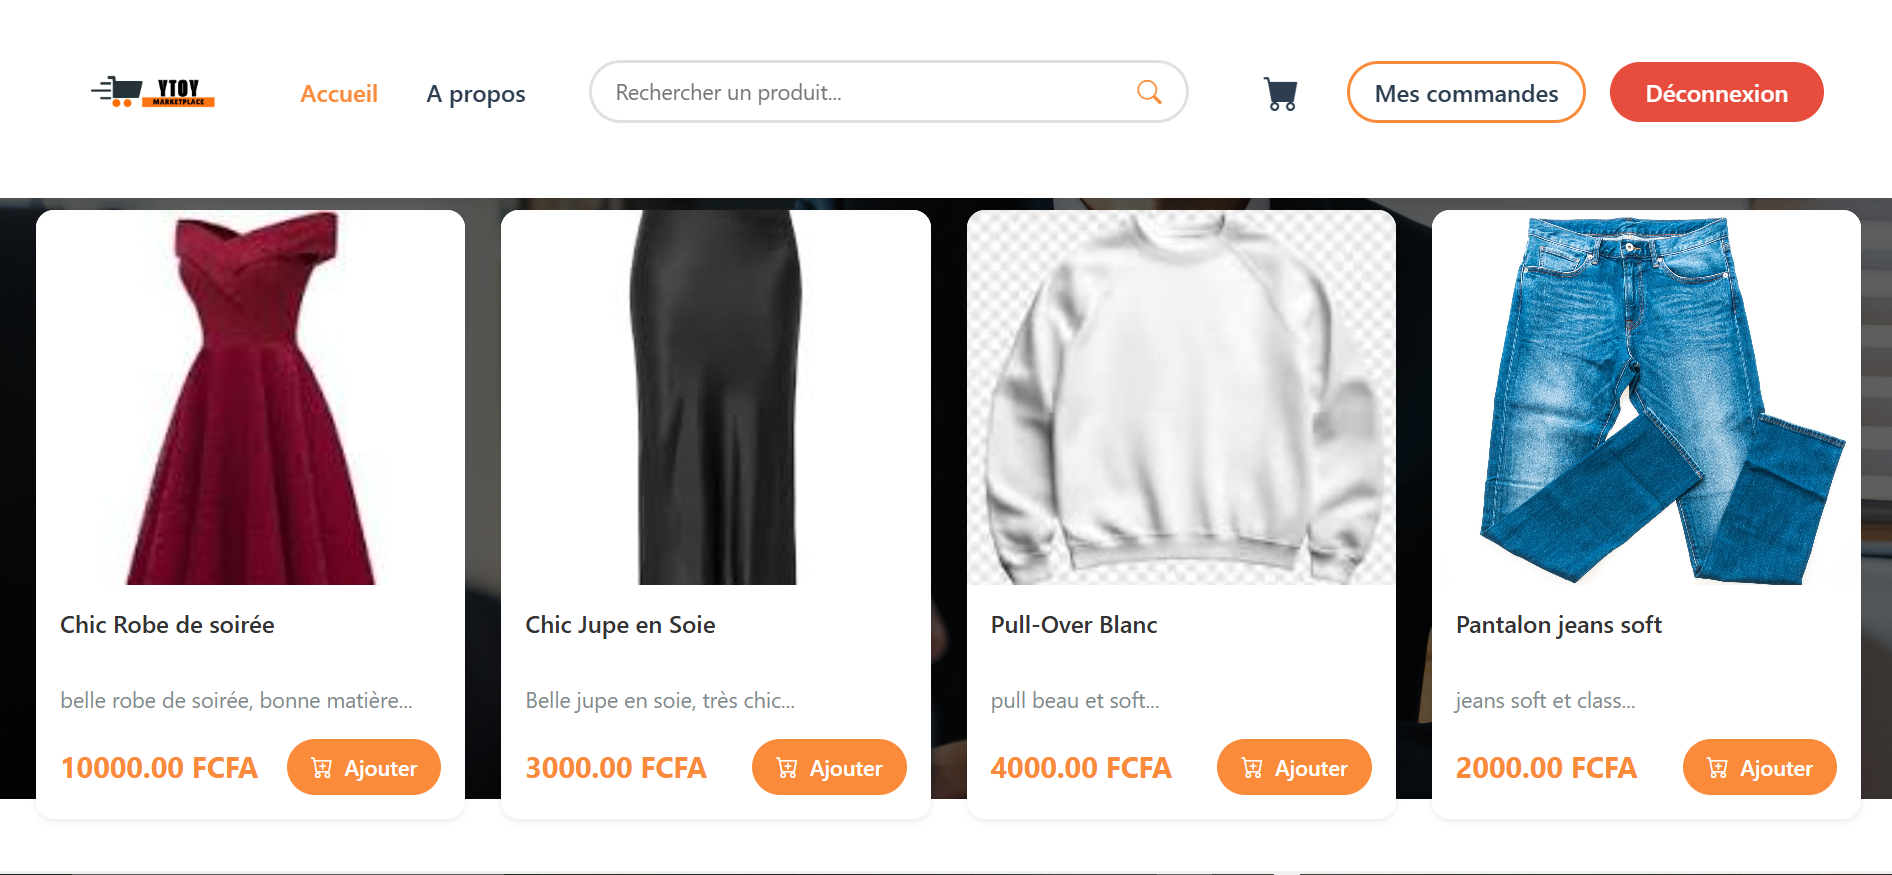 YTOY
MARKETPLACE
Accueil
A propos
Rechercher un produit...
Mes commandes
Déconnexion
Chic Robe de soirée
belle robe de soirée, bonne matière...
10000.00 FCFA
Ajouter
Chic Jupe en Soie
Belle jupe en soie, très chic...
3000.00 FCFA
Ajouter
Pull-Over Blanc
pull beau et soft...
4000.00 FCFA
Ajouter
Pantalon jeans soft
jeans soft et class...
2000.00 FCFA
Ajouter